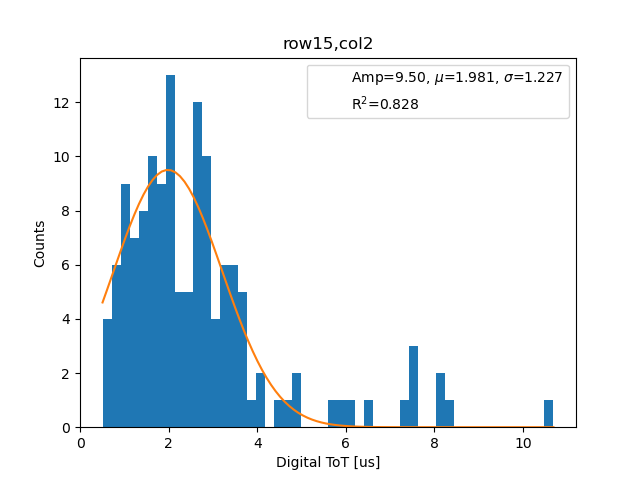 row15,col2
Amp=9.50, μ=1.981, σ=1.227
R²=0.828
Counts
12
10
8
6
4
2
0
0 2 4 6 8 10
Digital ToT [us]